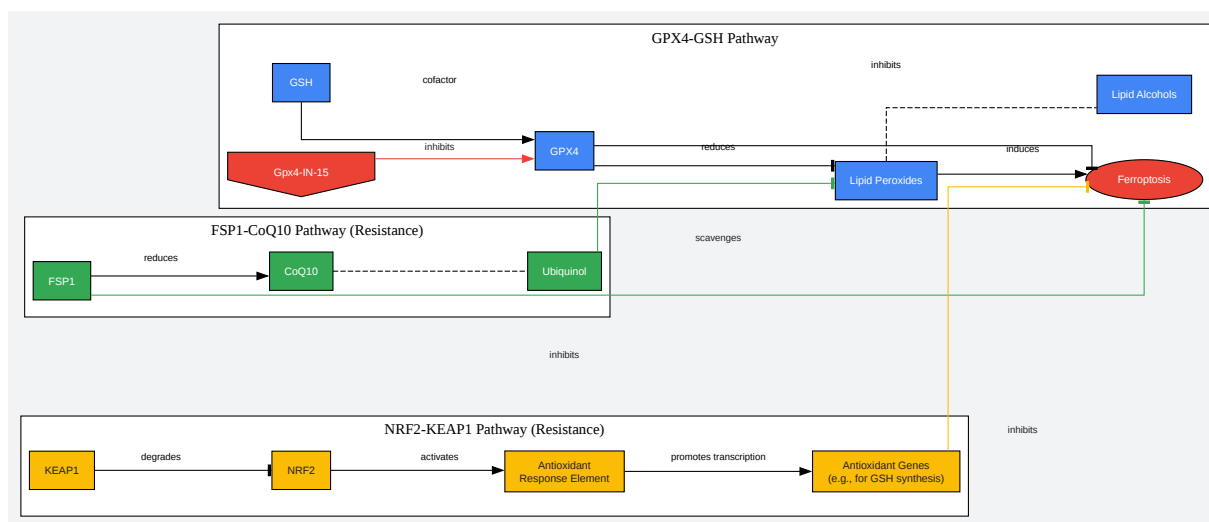 GPX4-GSH Pathway
inhibits
GSH
cofactor
Lipid Alcohols
inhibits
GPX4
reduces
induces
Gpx4-IN-15
Lipid Peroxides
Ferroptosis
FSP1-CoQ10 Pathway (Resistance)
scavenges
reduces
FSP1
CoQ10
Ubiquinol
inhibits
NRF2-KEAP1 Pathway (Resistance)
inhibits
degrades
activates
promotes transcription
KEAP1
NRF2
Antioxidant
Response Element
Antioxidant Genes
(e.g., for GSH synthesis)